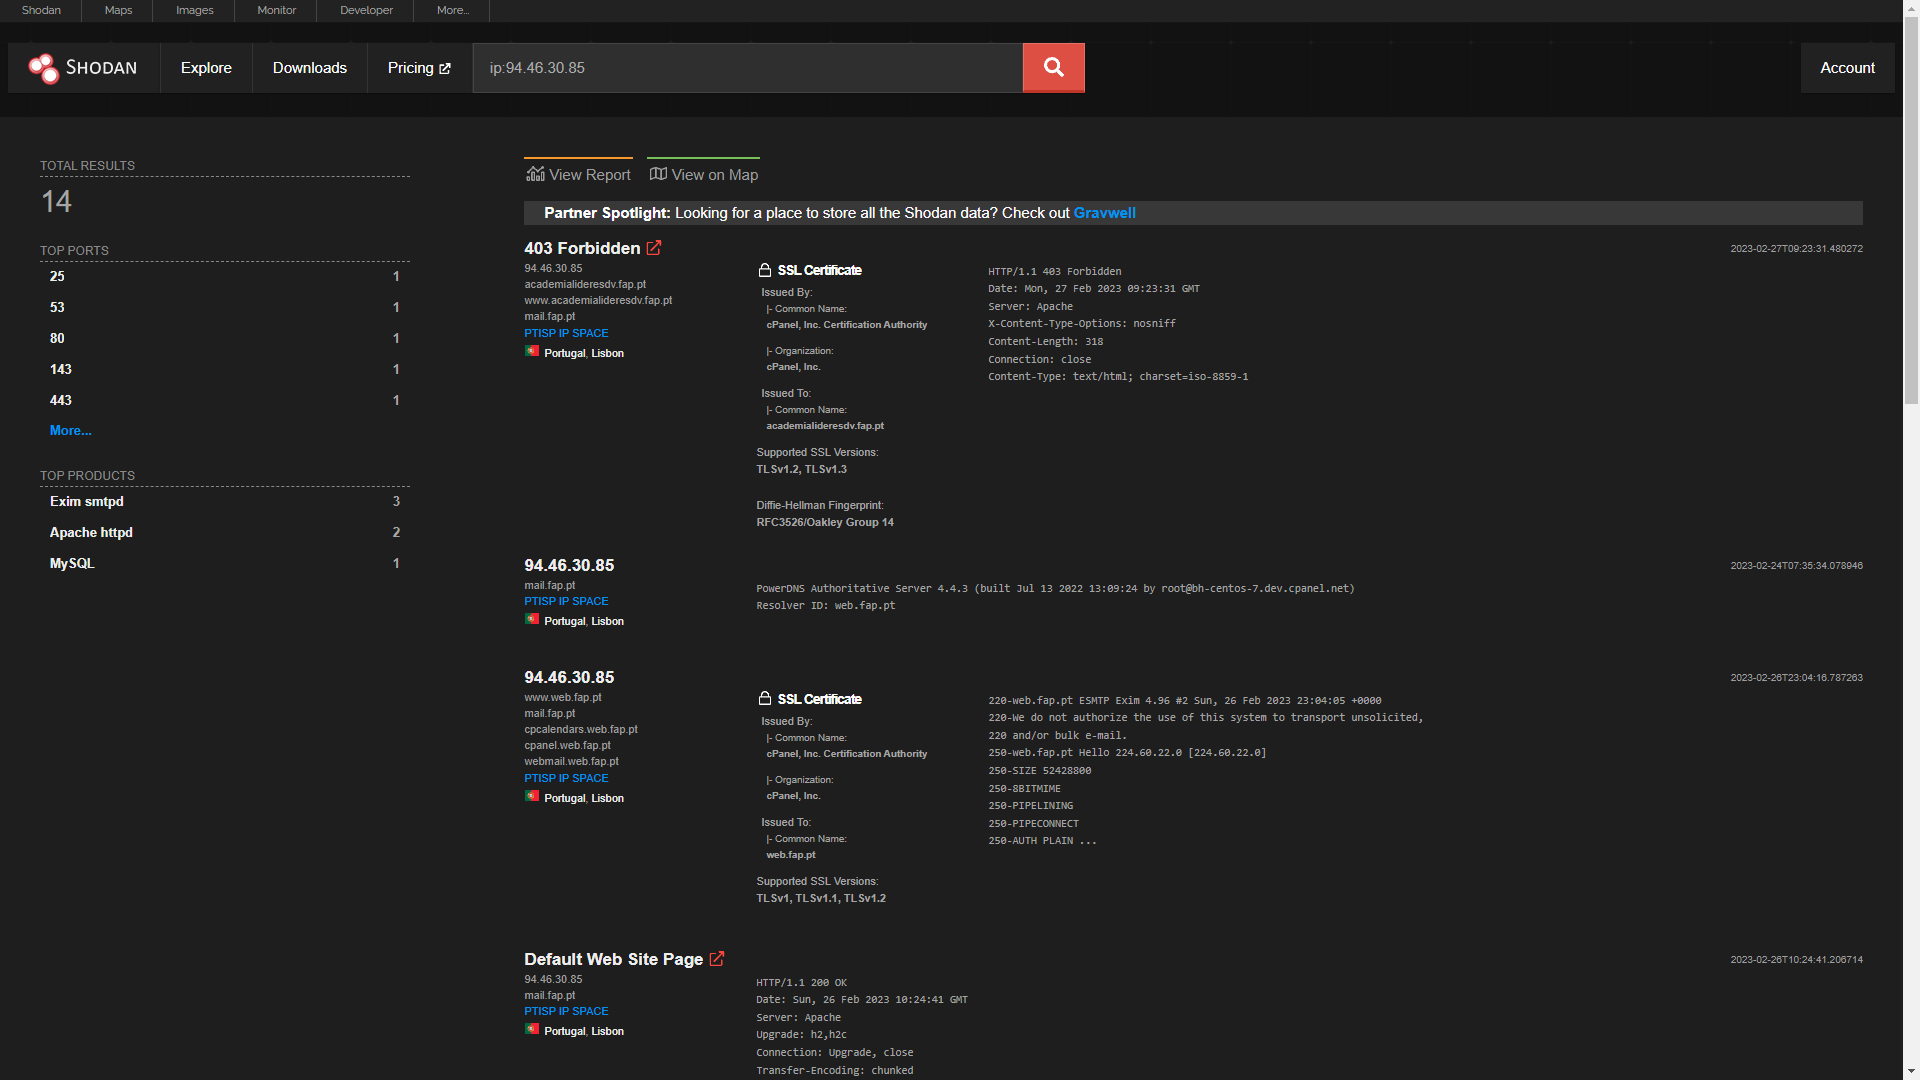 Shodan
Maps
Images
Monitor
Developer
More...
SHODAN
Explore
Downloads
Pricing
ip:94.46.30.85
Account
TOTAL RESULTS
14
TOP PORTS
25 1
53 1
80 1
143 1
443 1
More...
TOP PRODUCTS
Exim smtpd 3
Apache httpd 2
MySQL 1
View Report
View on Map
Partner Spotlight: Looking for a place to store all the Shodan data? Check out Gravwell
403 Forbidden
2023-02-27T09:23:31.480272
94.46.30.85
academialideresdv.fap.pt
www.academialideresdv.fap.pt
mail.fap.pt
PTISP IP SPACE
Portugal, Lisbon
SSL Certificate
Issued By:
|- Common Name:
cPanel, Inc. Certification Authority
|- Organization:
cPanel, Inc.
Issued To:
|- Common Name:
academialideresdv.fap.pt
Supported SSL Versions:
TLSv1.2, TLSv1.3
Diffie-Hellman Fingerprint:
RFC3526/Oakley Group 14
HTTP/1.1 403 Forbidden
Date: Mon, 27 Feb 2023 09:23:31 GMT
Server: Apache
X-Content-Type-Options: nosniff
Content-Length: 318
Connection: close
Content-Type: text/html; charset=iso-8859-1
94.46.30.85
2023-02-24T07:35:34.078946
mail.fap.pt
PTISP IP SPACE
Portugal, Lisbon
PowerDNS Authoritative Server 4.4.3 (built Jul 13 2022 13:09:24 by root@bh-centos-7.dev.cpanel.net)
Resolver ID: web.fap.pt
94.46.30.85
2023-02-26T23:04:16.787263
www.web.fap.pt
mail.fap.pt
cpcalendars.web.fap.pt
cpanel.web.fap.pt
webmail.web.fap.pt
PTISP IP SPACE
Portugal, Lisbon
SSL Certificate
Issued By:
|- Common Name:
cPanel, Inc. Certification Authority
|- Organization:
cPanel, Inc.
Issued To:
|- Common Name:
web.fap.pt
Supported SSL Versions:
TLSv1, TLSv1.1, TLSv1.2
220-web.fap.pt ESMTP Exim 4.96 #2 Sun, 26 Feb 2023 23:04:05 +0000
220-We do not authorize the use of this system to transport unsolicited,
220 and/or bulk e-mail.
250-web.fap.pt Hello 224.60.22.0 [224.60.22.0]
250-SIZE 52428800
250-8BITMIME
250-PIPELINING
250-PIPECONNECT
250-AUTH PLAIN ...
Default Web Site Page
2023-02-26T10:24:41.206714
94.46.30.85
mail.fap.pt
PTISP IP SPACE
Portugal, Lisbon
HTTP/1.1 200 OK
Date: Sun, 26 Feb 2023 10:24:41 GMT
Server: Apache
Upgrade: h2,h2c
Connection: Upgrade, close
Transfer-Encoding: chunked